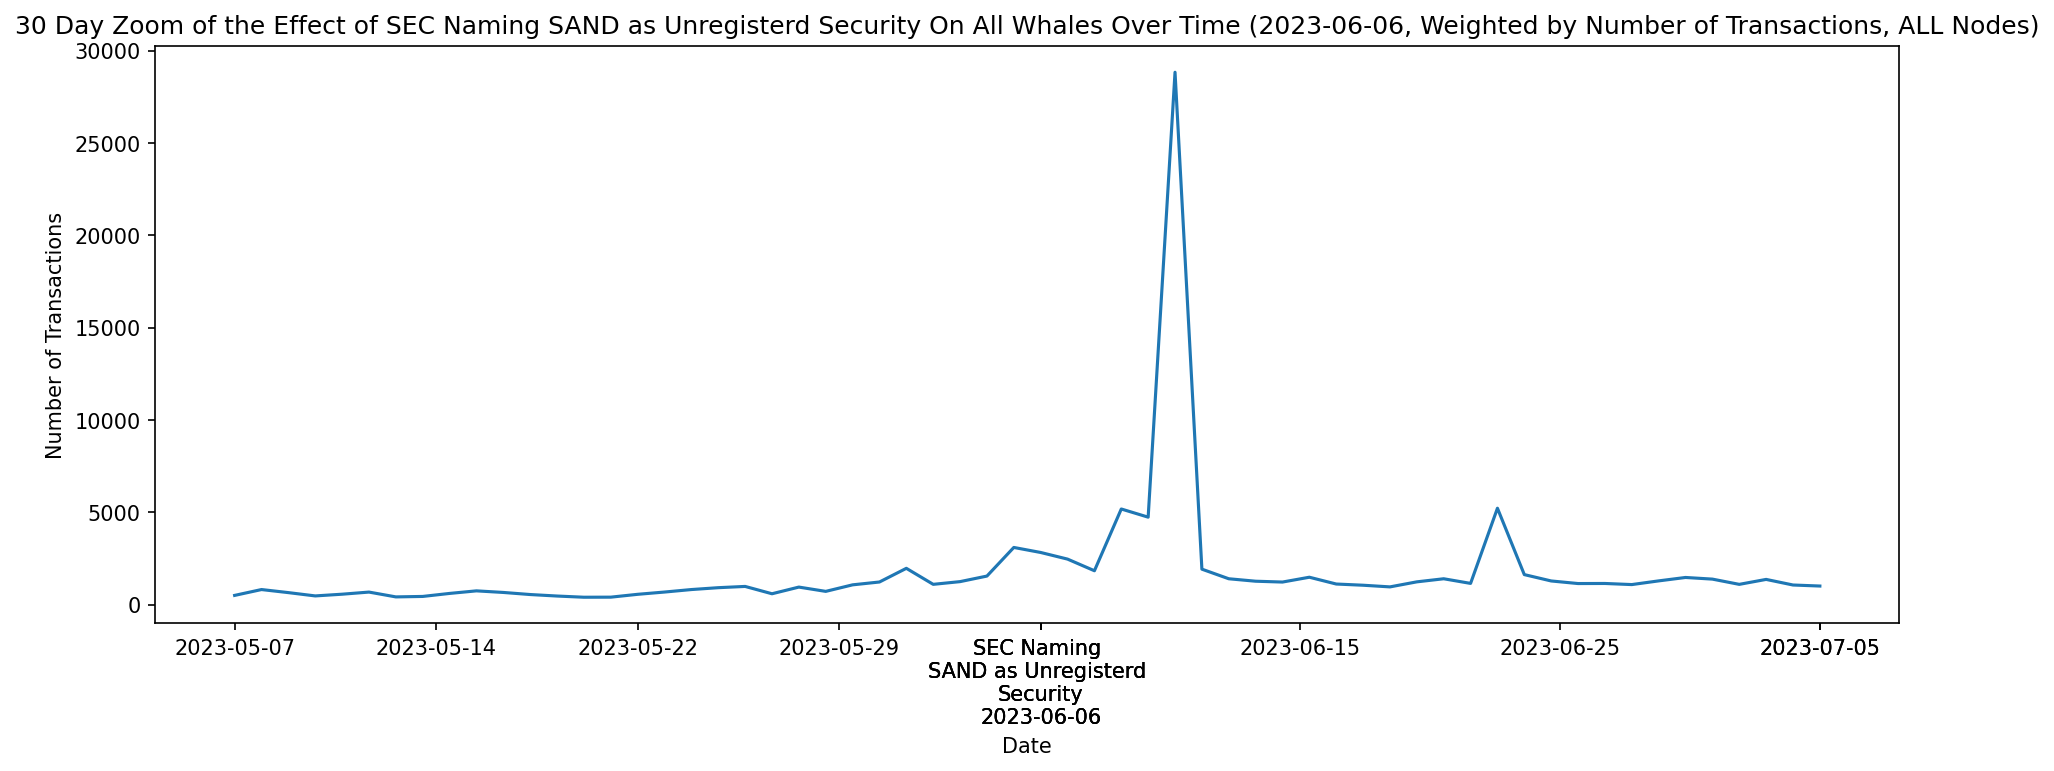 30 Day Zoom of the Effect of SEC Naming SAND as Unregisterd Security On All Whales Over Time (2023-06-06, Weighted by Number of Transactions, ALL Nodes)
30000
25000
20000
15000
10000
5000
0
Number of Transactions
2023-05-07
2023-05-14
2023-05-22
2023-05-29
SEC Naming
SAND as Unregisterd
Security
2023-06-06
2023-06-15
2023-06-25
2023-07-05
Date